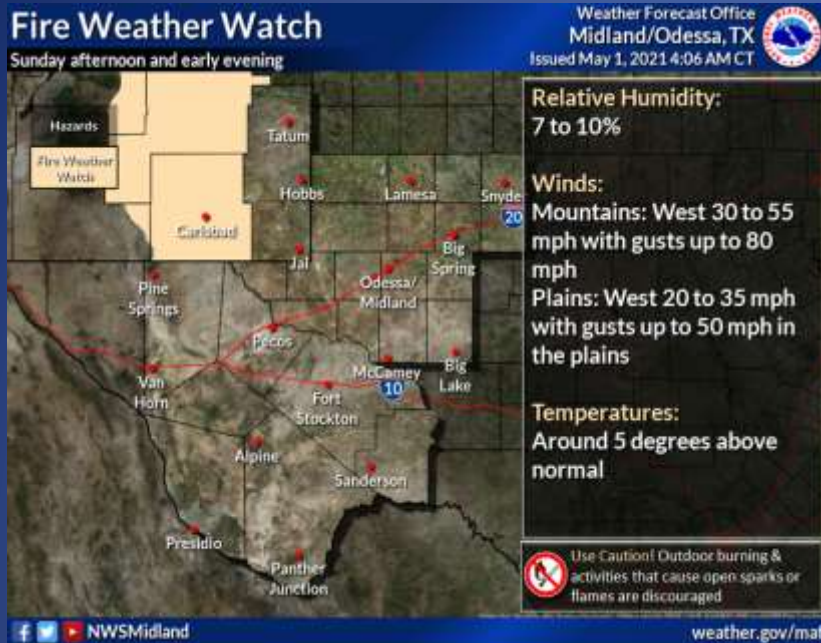 Fire Weather Watch
Sunday afternoon and early evening
Weather Forecast Office
Midland/Odessa, TX
Issued May 1, 2021 4:06 AM CT
Hazards
Fire Weather
Watch
Tatum
Hobbs
Lamesa
Snyde
20
Carlsbad
Jal
Big
Spring
Odessa/
Midland
Pine
Springs
Pecos
Van
Horn
McCamey
10
Big
Lake
Fort
Stockton
Alpine
Sanderson
Presidio
Panther
Junction
Relative Humidity:
7 to 10%
Winds:
Mountains: West 30 to 55
mph with gusts up to 80
mph
Plains: West 20 to 35 mph
with gusts up to 50 mph in
the plains
Temperatures:
Around 5 degrees above
normal
Use Caution! Outdoor burning &
activities that cause open sparks or
flames are discouraged
NWSMidland
weather.gov/maf